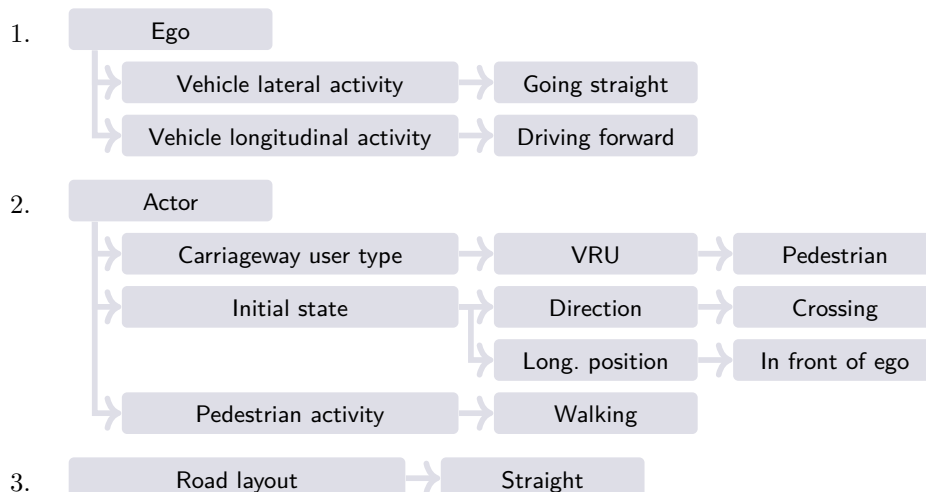 1. Ego
Vehicle lateral activity Going straight
Vehicle longitudinal activity Driving forward
2. Actor
Carriageway user type VRU Pedestrian
Initial state Direction Crossing
Long. position In front of ego
Pedestrian activity Walking
3. Road layout Straight